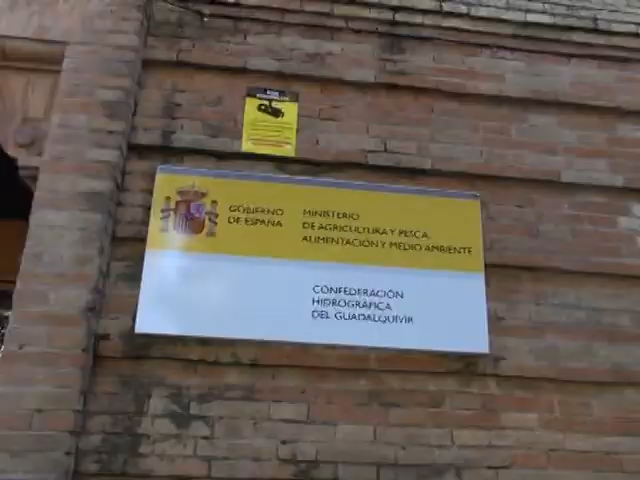 GOBIERNO
DE ESPAÑA
MINISTERIO
DE AGRICULTURA Y PESCA,
ALIMENTACIÓN Y MEDIO AMBIENTE
CONFEDERACIÓN
HIDROGRÁFICA
DEL GUADALQUIVIR